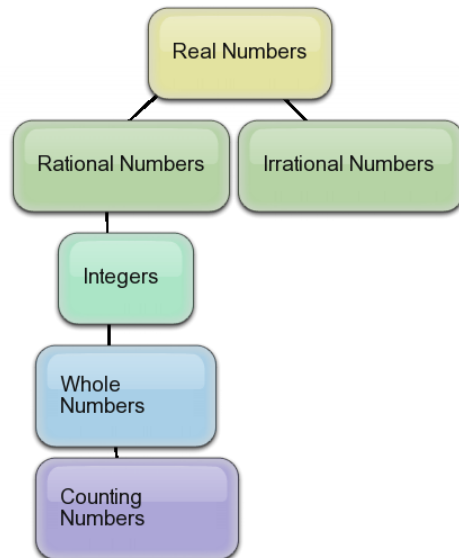 Real Numbers
Rational Numbers
Irrational Numbers
Integers
Whole
Numbers
Counting
Numbers